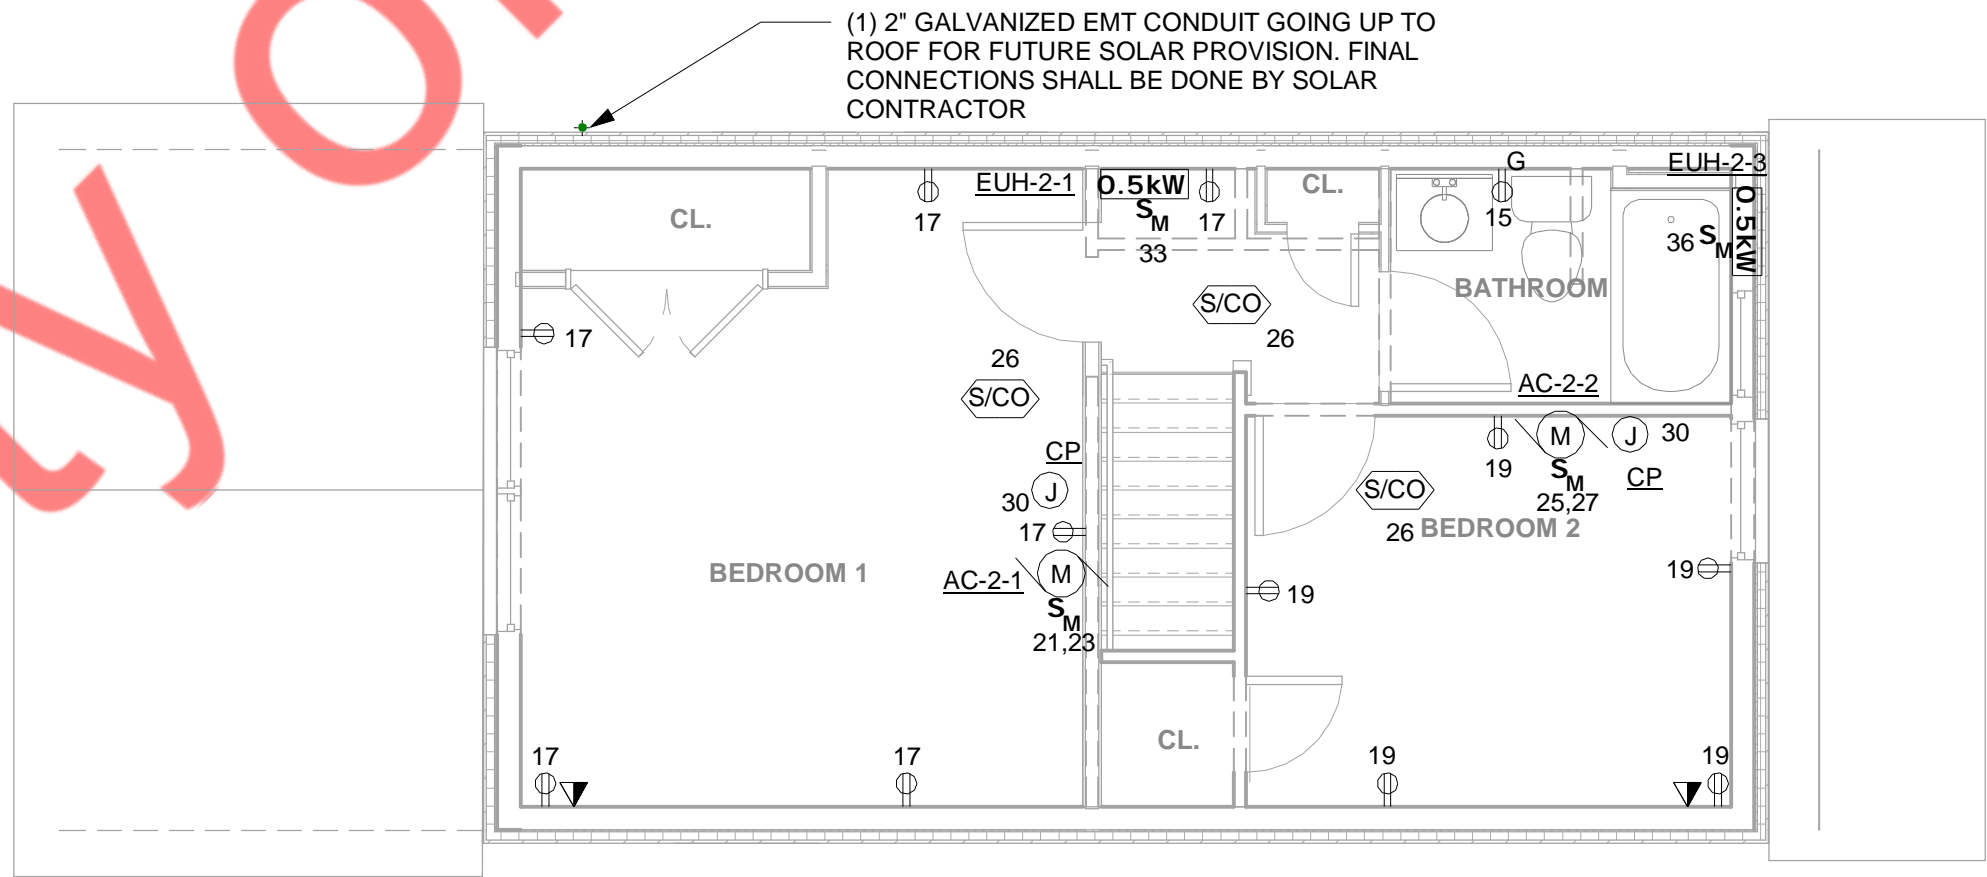 (1) 2" GALVANIZED EMT CONDUIT GOING UP TO
ROOF FOR FUTURE SOLAR PROVISION. FINAL
CONNECTIONS SHALL BE DONE BY SOLAR
CONTRACTOR
y o
CL.
17
EUH-2-1
0.5kW
SM
33
17
CL.
G
15
EUH-2-3
0.5kW
36 SM
BATHROOM
S/CO
26
17
26
S/CO
AC-2-2
CP
30 J
17
BEDROOM 1
AC-2-1
M
SM
21,23
19
M
SM
25,27
J 30
CP
S/CO
26
BEDROOM 2
19
19
CL.
17
17
19
19